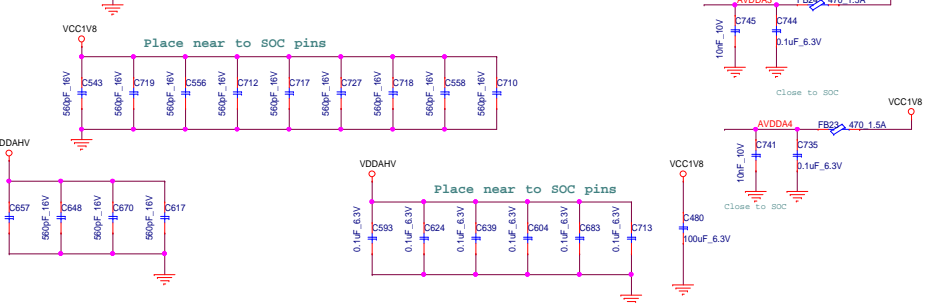 VCC1V8
Place near to SOC pins
560pF_16V C543
560pF_16V C719
560pF_16V C556
560pF_16V C712
560pF_16V C717
560pF_16V C727
560pF_16V C718
560pF_16V C558
560pF_16V C710
10nF_10V C745
C744 0.1uF_6.3V
Close to SOC
VCC1V8
AVDDA4
FB23 470_1.5A
10nF_10V C741
C735 0.1uF_6.3V
Close to SOC
C657
560pF_16V C648
560pF_16V C670
560pF_16V C617
VDDAHV
Place near to SOC pins
0.1uF_6.3V C593
0.1uF_6.3V C624
0.1uF_6.3V C639
0.1uF_6.3V C604
0.1uF_6.3V C683
0.1uF_6.3V C713
VCC1V8
C480
100uF_6.3V